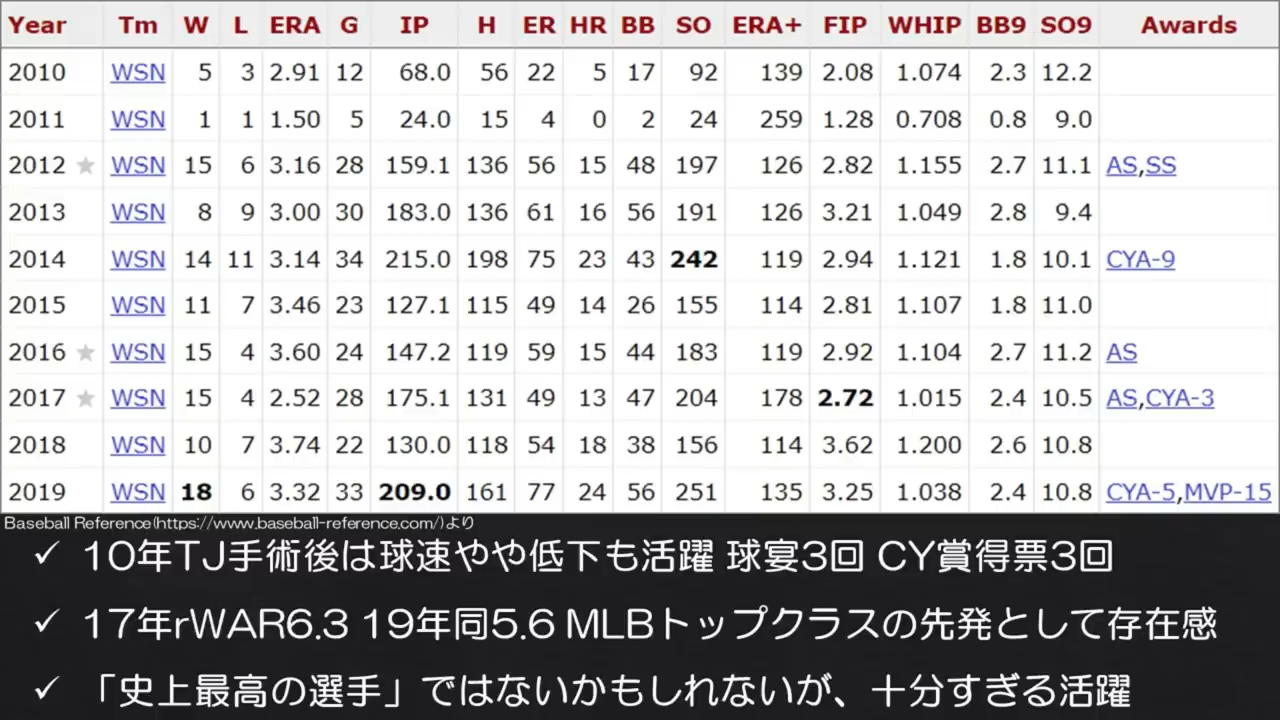 Year Tm W L ERA G IP H ER HR BB SO ERA+ FIP WHIP BB9 SO9 Awards
2010 WSN 5 3 2.91 12 68.0 56 22 5 17 92 139 2.08 1.074 2.3 12.2
2011 WSN 1 1 1.50 5 24.0 15 4 0 2 24 259 1.28 0.708 0.8 9.0
2012 ★ WSN 15 6 3.16 28 159.1 136 56 15 48 197 126 2.82 1.155 2.7 11.1 AS,SS
2013 WSN 8 9 3.00 30 183.0 136 61 16 56 191 126 3.21 1.049 2.8 9.4
2014 WSN 14 11 3.14 34 215.0 198 75 23 43 242 119 2.94 1.121 1.8 10.1 CYA-9
2015 WSN 11 7 3.46 23 127.1 115 49 14 26 155 114 2.81 1.107 1.8 11.0
2016 ★ WSN 15 4 3.60 24 147.2 119 59 15 44 183 119 2.92 1.104 2.7 11.2 AS
2017 ★ WSN 15 4 2.52 28 175.1 131 49 13 47 204 178 2.72 1.015 2.4 10.5 AS,CYA-3
2018 WSN 10 7 3.74 22 130.0 118 54 18 38 156 114 3.62 1.200 2.6 10.8
2019 WSN 18 6 3.32 33 209.0 161 77 24 56 251 135 3.25 1.038 2.4 10.8 CYA-5,MVP-15
Baseball Reference(https://www.baseball-reference.com/)より
✓ 10年TJ手術後は球速やや低下も活躍 球宴3回 CY賞得票3回
✓ 17年rWAR6.3 19年同5.6 MLBトップクラスの先発として存在感
✓ 「史上最高の選手」ではないかもしれないが、十分すぎる活躍